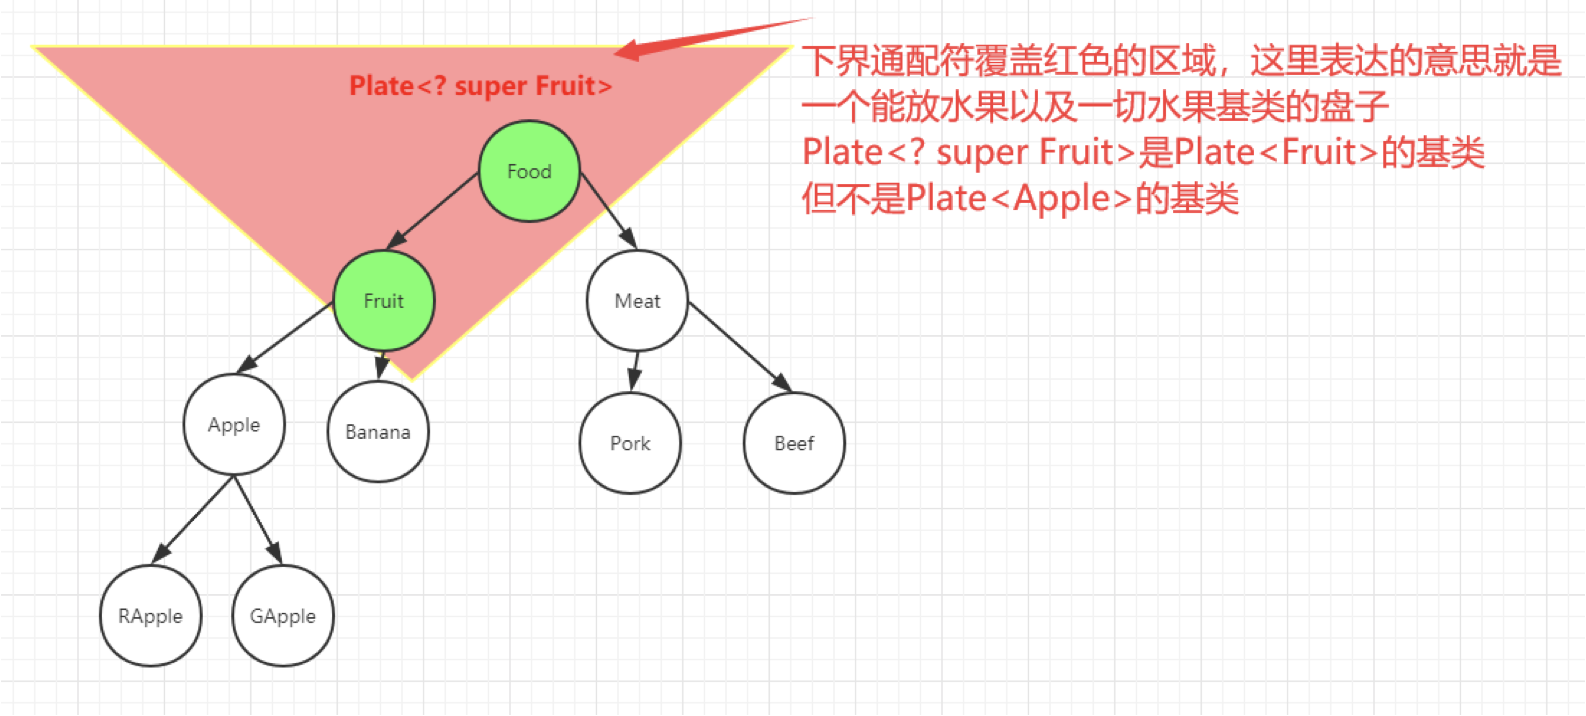 Plate<? super Fruit>
下界通配符覆盖红色的区域，这里表达的意思就是
一个能放水果以及一切水果基类的盘子
Plate<? super Fruit>是Plate<Fruit>的基类
但不是Plate<Apple>的基类
Food
Fruit
Meat
Apple
Banana
Pork
Beef
RApple
GApple